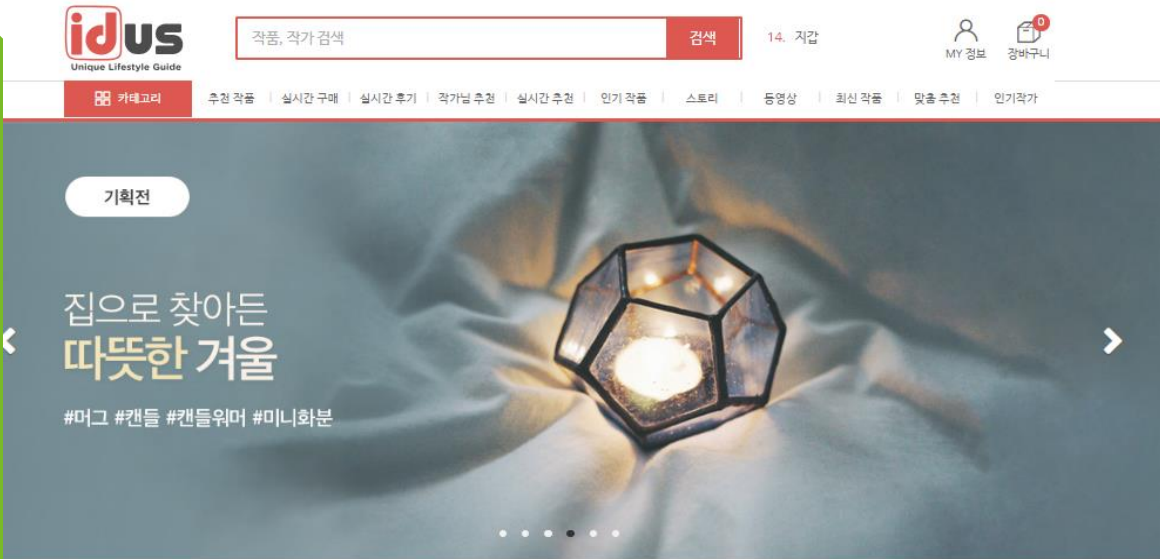 idus
Unique Lifestyle Guide
작품, 작가 검색
검색
14. 지갑
MY 정보
0
장바구니
카테고리
추천 작품
실시간 구매
실시간 후기
작가님 추천
실시간 추천
인기 작품
스토리
동영상
최신 작품
맞춤 추천
인기작가
기획전
집으로 찾아든
따뜻한 겨울
#머그 #캔들 #캔들워머 #미니화분